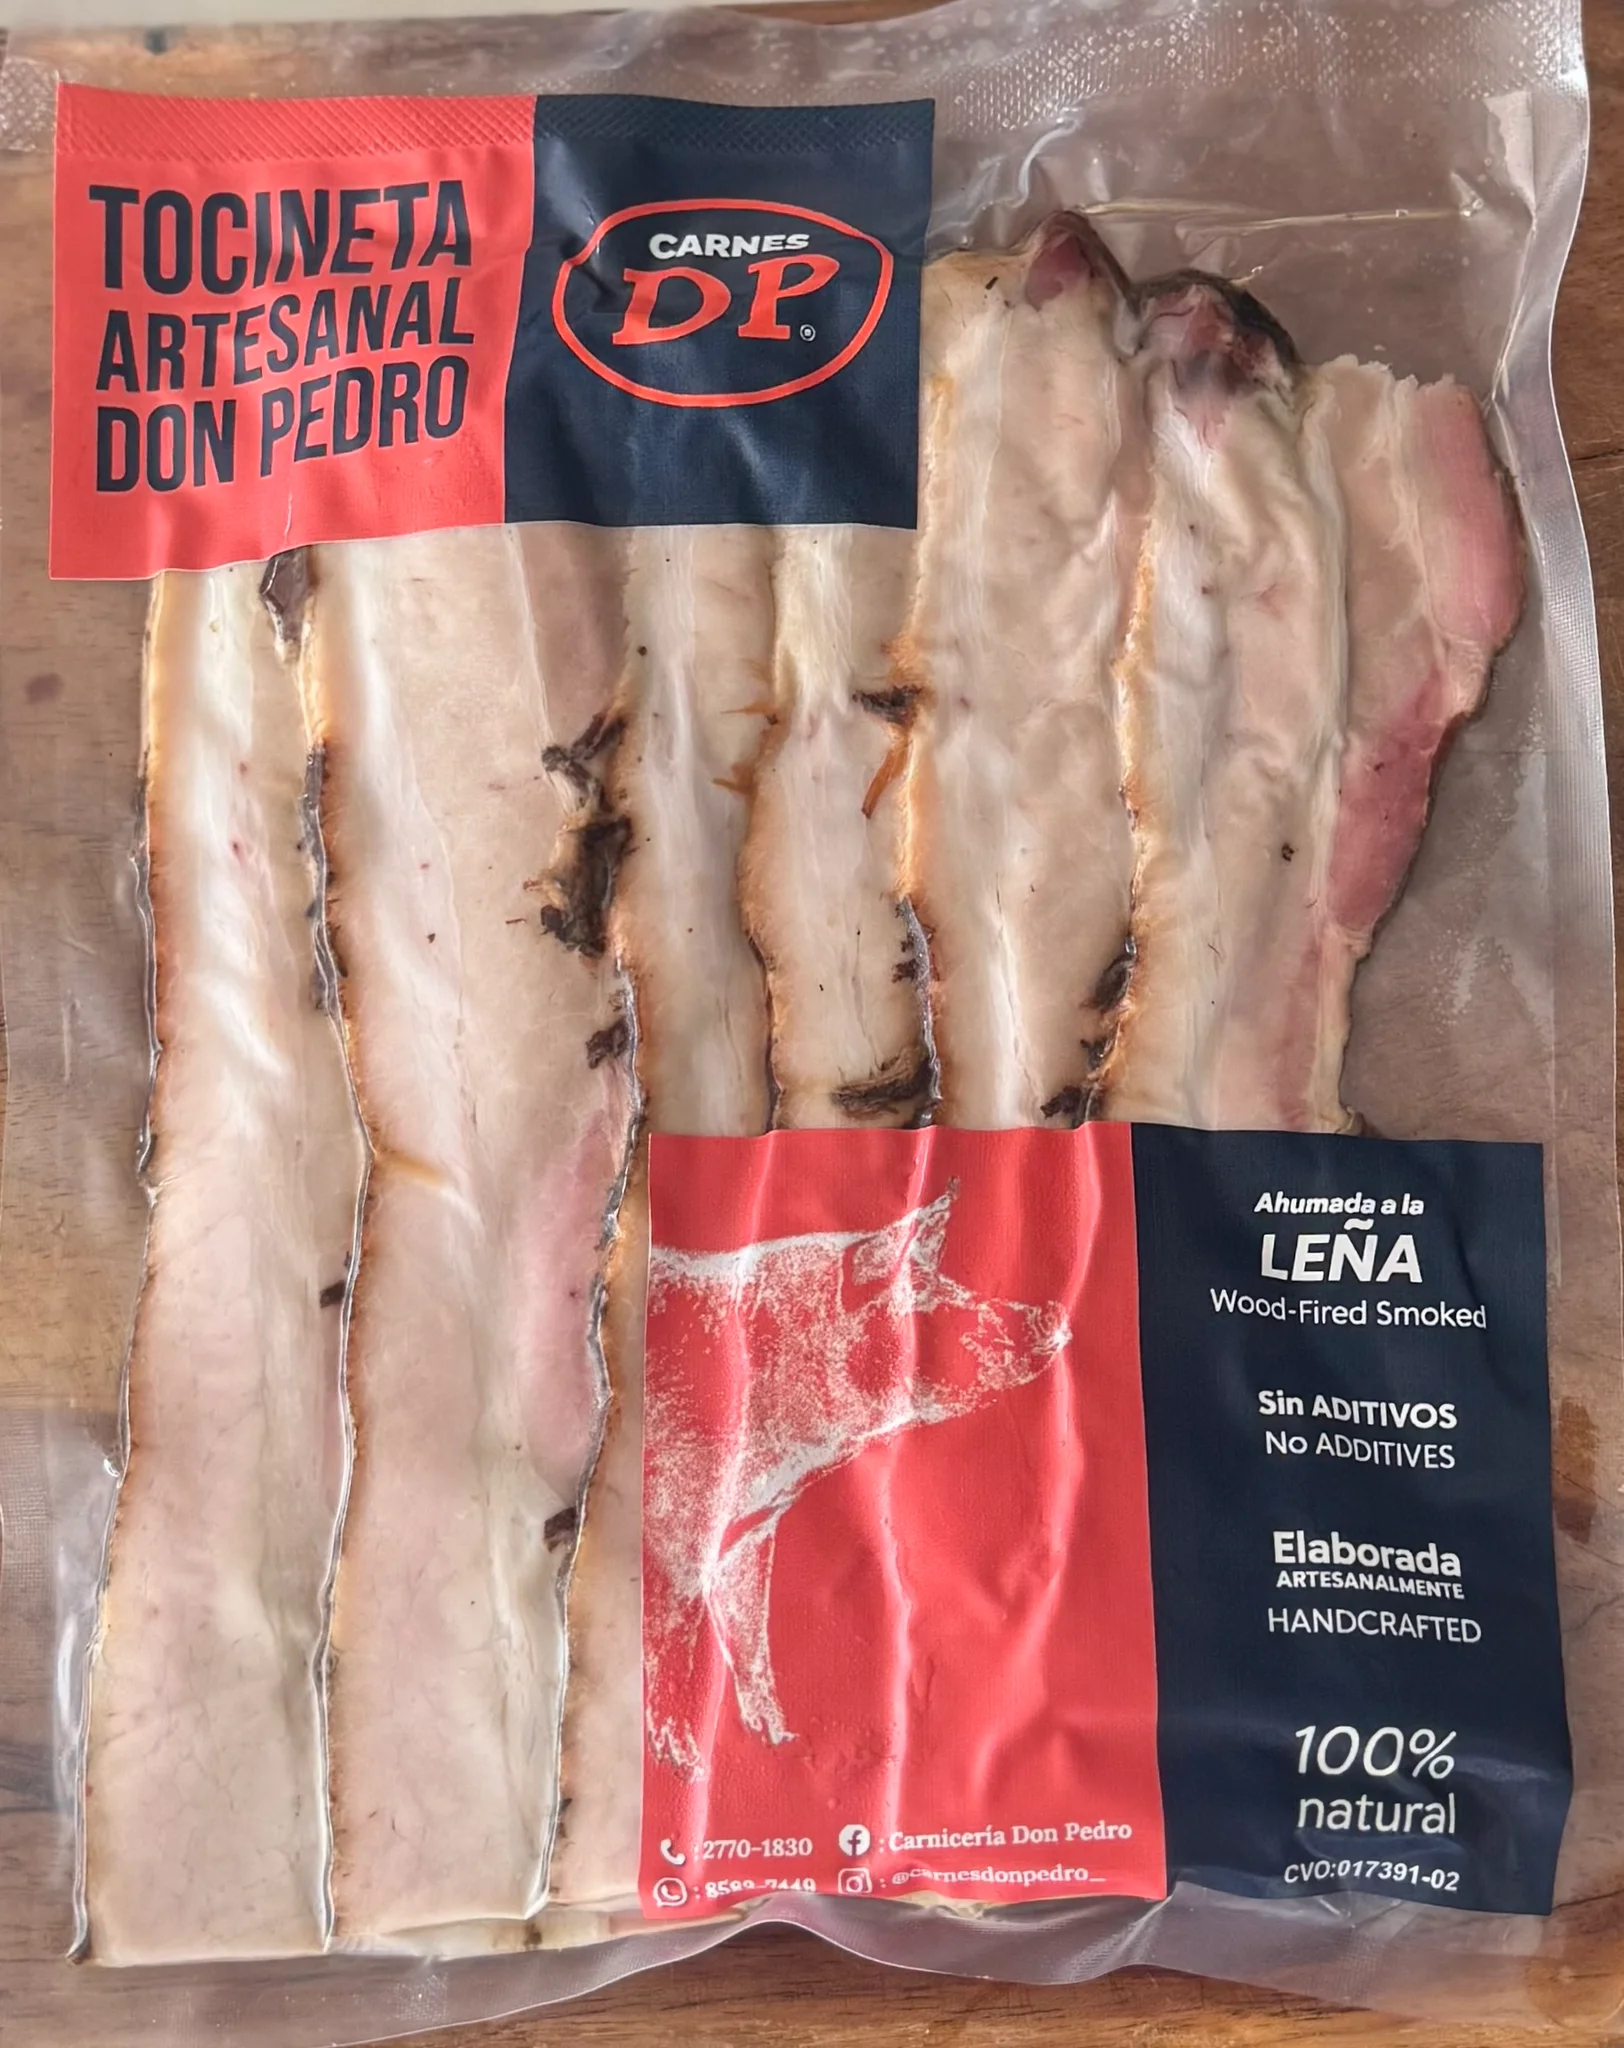 TOCINETA
ARTESANAL
DON PEDRO
CARNES
DP®
Ahumada a la
LEÑA
Wood-Fired Smoked
Sin ADITIVOS
No ADDITIVES
Elaborada
ARTESANALMENTE
HANDCRAFTED
100%
natural
CVO:017391-02
: 2770-1830
: Carnicería Don Pedro
: @carnesdonpedro_